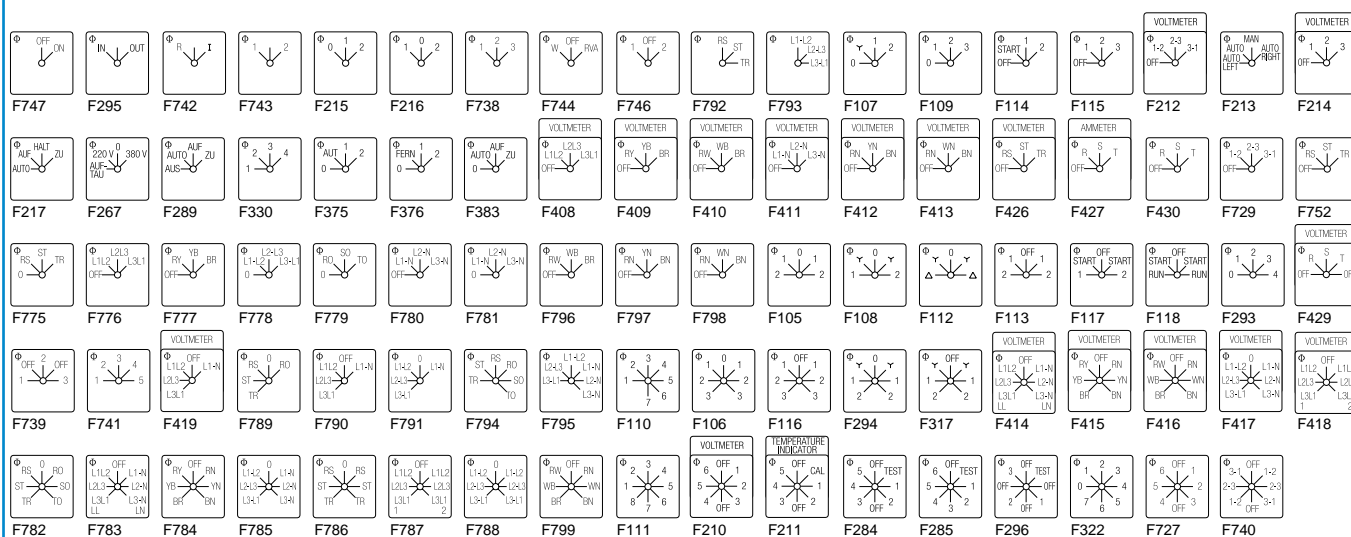 VOLTMETER VOLTMETER
Φ OFF ON
Φ IN OUT
Φ R I
Φ 1 2
Φ 0 1 2
Φ 1 0 2
Φ 1 2 3
Φ W OFF RVA
Φ 1 OFF 2
Φ RS ST TR
Φ L1-L2 L2-L3 L3-L1
Φ 0 Y 1 2
Φ 0 1 2 3
Φ OFF START 1 2
Φ OFF 1 2 3
Φ OFF 1-2 2-3 3-1
Φ AUTO LEFT AUTO MAN AUTO RIGHT
Φ OFF 1 2 3
F747 F295 F742 F743 F215 F216 F738 F744 F746 F792 F793 F107 F109 F114 F115 F212 F213 F214
VOLTMETER VOLTMETER VOLTMETER VOLTMETER VOLTMETER VOLTMETER VOLTMETER AMMETER
Φ AUTO AUF HALT ZU
Φ AUF-TAU 220 V 0 380 V
Φ AUS AUTO AUF ZU
Φ 1 2 3 4
Φ 0 AUT 1 2
Φ 0 FERN 1 2
Φ 0 AUTO AUF ZU
Φ OFF L1L2 L2L3 L3L1
Φ OFF RY YB BR
Φ OFF RW WB BR
Φ OFF L1-N L2-N L3-N
Φ OFF RN YN BN
Φ OFF RN WN BN
Φ OFF RS ST TR
Φ OFF R S T
Φ OFF R S T
Φ OFF 1-2 2-3 3-1
Φ OFF RS ST TR
F217 F267 F289 F330 F375 F376 F383 F408 F409 F410 F411 F412 F413 F426 F427 F430 F729 F752
VOLTMETER
Φ 0 RS ST TR
Φ OFF L1L2 L2L3 L3L1
Φ OFF RY YB BR
Φ 0 L1-L2 L2-L3 L3-L1
Φ 0 RO SO TO
Φ OFF L1-N L2-N L3-N
Φ 0 L1-N L2-N L3-N
Φ OFF RW WB BR
Φ OFF RN YN BN
Φ OFF RN WN BN
Φ 2 1 0 1 2
Φ 1 Y 0 Y 2
Φ Δ Y 0 Y Δ
Φ 2 1 OFF 1 2
Φ 1 START OFF START 2
Φ RUN START OFF START RUN
Φ 0 1 2 3 4
Φ OFF R S T
F775 F776 F777 F778 F779 F780 F781 F796 F797 F798 F105 F108 F112 F113 F117 F118 F293 F429
VOLTMETER VOLTMETER VOLTMETER VOLTMETER VOLTMETER VOLTMETER
Φ 1 OFF 2 OFF 3
Φ 1 2 3 4 5
Φ L3L1 L2L3 L1L2 OFF L1-N
Φ TR ST RS 0 RO
Φ L3L1 L2L3 L1L2 OFF L1-N
Φ L3-L1 L2-L3 L1-L2 0 L1-N
Φ TR ST RS RO SO TO
Φ L3-L1 L2-L3 L1-L2 L1-N L2-N L3-N
Φ 1 2 3 4 5 6 7
Φ 3 2 1 0 1 2 3
Φ 3 2 1 OFF 1 2 3
Φ 2 1 Y 0 Y 1 2
Φ 2 1 Y OFF Y 1 2
Φ L3L1 L2L3 L1L2 OFF L1-N L2-N L3-N LL LN
Φ BR YB RY OFF RN YN BN
Φ BR WB RW OFF RN WN BN
Φ L3-L1 L2-L3 L1-L2 0 L1-N L2-N L3-N
Φ L3L1 L2L3 L1L2 OFF 1
F739 F741 F419 F789 F790 F791 F794 F795 F110 F106 F116 F294 F317 F414 F415 F416 F417 F418
VOLTMETER TEMPERATURE INDICATOR
Φ TR ST RS 0 RO SO TO
Φ L3L1 L2L3 L1L2 OFF L1-N L2-N L3-N LL LN
Φ BR YB RY OFF RN YN BN
Φ L3-L1 L2-L3 L1-L2 0 L1-N L2-N L3-N
Φ TR ST RS 0 RS ST TR
Φ L3L1 L2L3 L1L2 OFF L1L2 L2L3 L3L1 1 2
Φ L3-L1 L2-L3 L1-L2 0 L1-L2 L2-L3 L3-L1
Φ BR WB RW OFF RN WN BN
Φ 1 2 3 4 5 6 7 8
Φ OFF 1 2 3 OFF 4 5 6
Φ OFF CAL 1 2 OFF 3 4 5
Φ OFF TEST 1 2 OFF 3 4 5
Φ OFF TEST 1 2 3 4 5 6
Φ OFF TEST OFF 1 OFF 2 OFF 3
Φ 0 1 2 3 4 5 6 7
Φ OFF 1 2 3 OFF 4 5 6
Φ OFF 1-2 2-3 3-1 OFF 1-2 2-3 3-1
F782 F783 F784 F785 F786 F787 F788 F799 F111 F210 F211 F284 F285 F296 F322 F727 F740